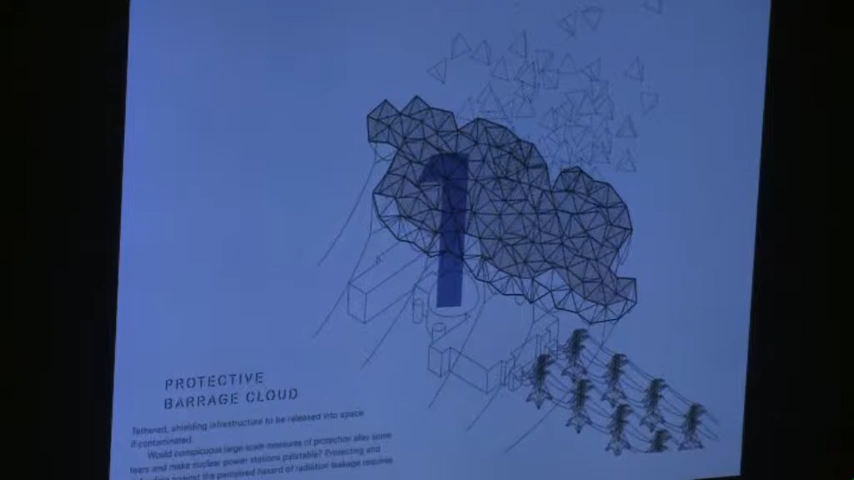 1
PROTECTIVE
BARRAGE CLOUD
Tethered, shielding infrastructure to be released into space
if contaminated.
Would conspicuous large scale measures of protection allay some
fears and make nuclear power stations palatable? Protecting and
against the perceived hazard of radiation leakage requires